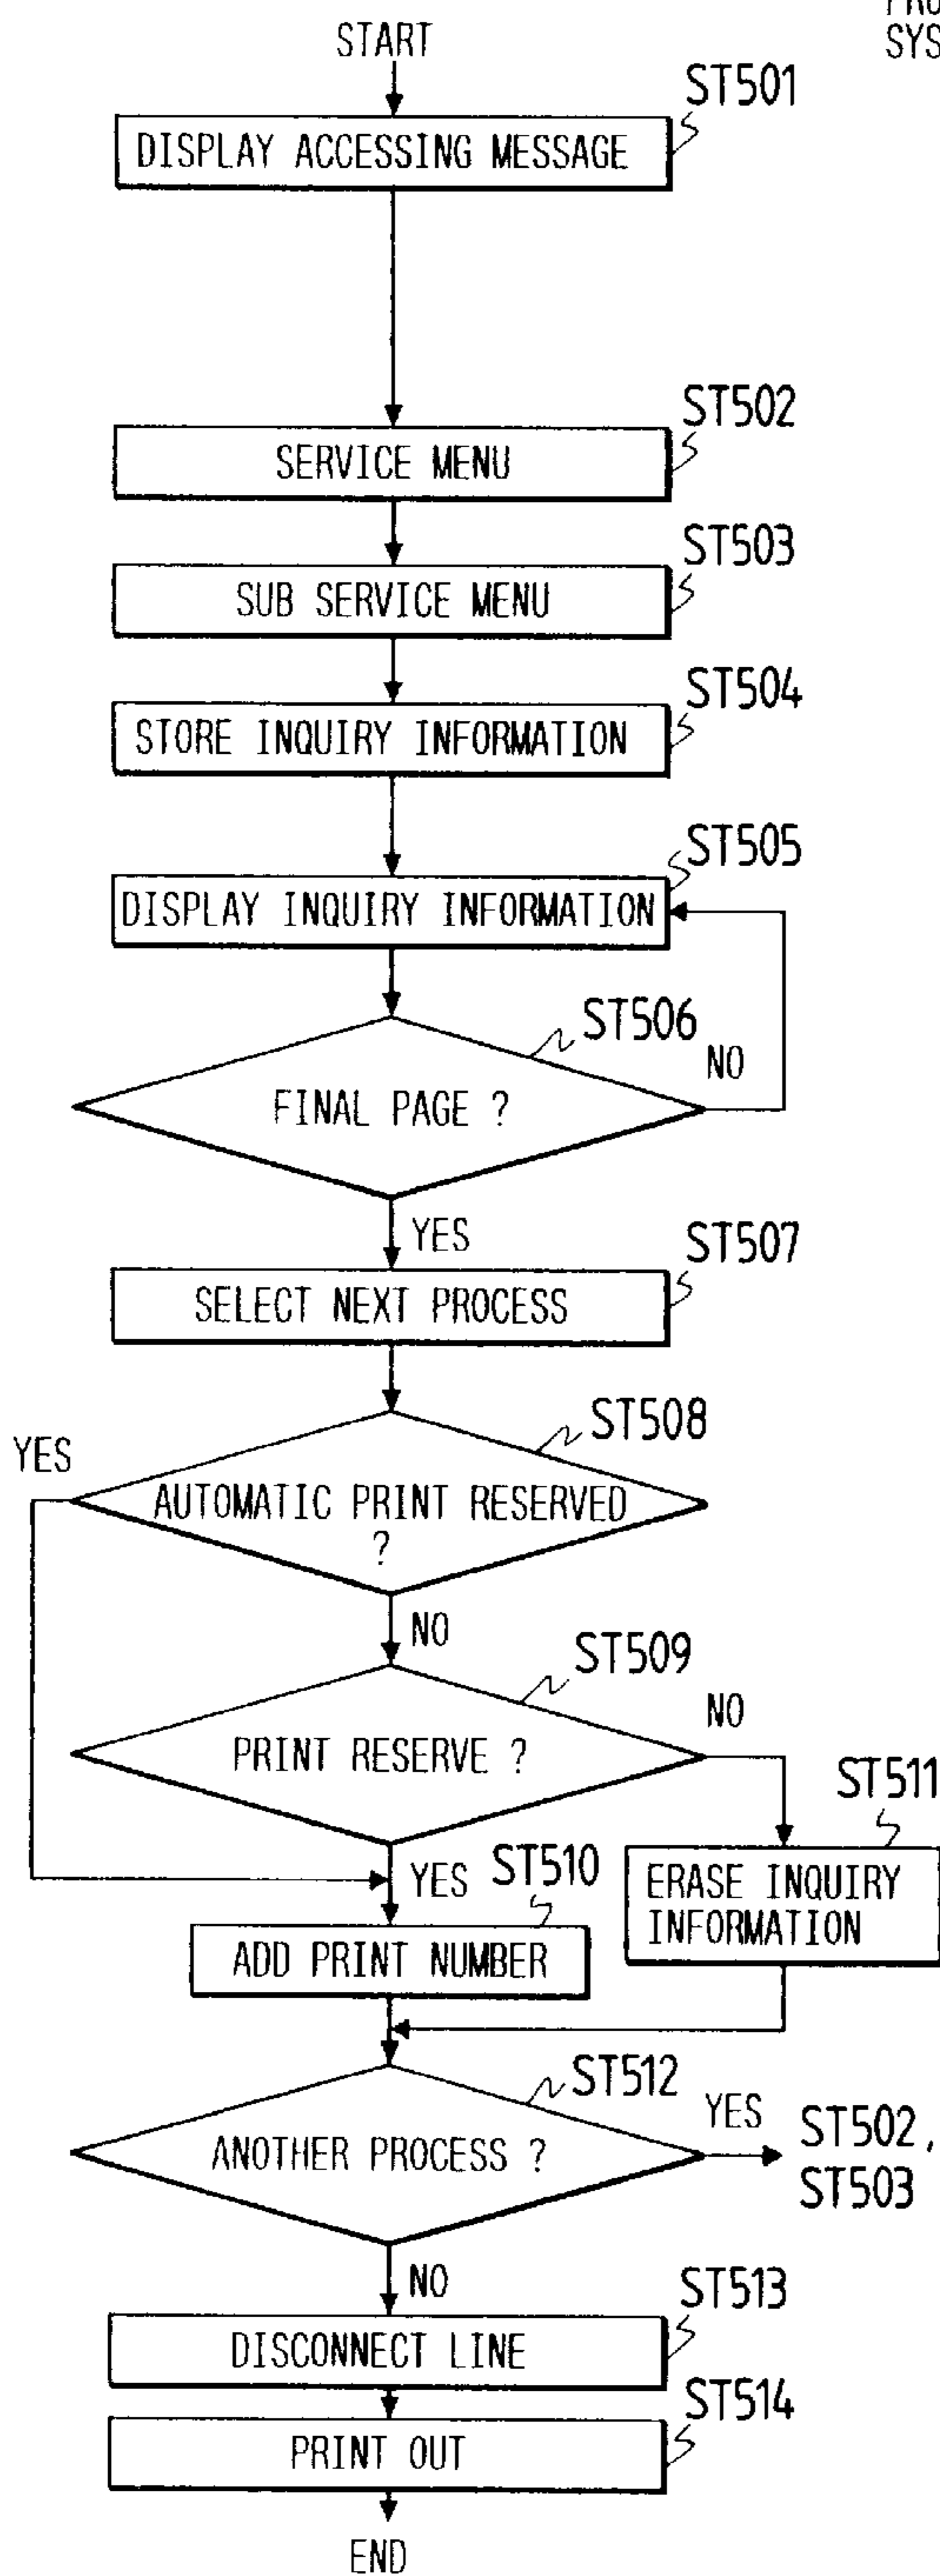 SYS
START
ST501
DISPLAY ACCESSING MESSAGE
ST502
SERVICE MENU
ST503
SUB SERVICE MENU
ST504
STORE INQUIRY INFORMATION
ST505
DISPLAY INQUIRY INFORMATION
ST506
NO
FINAL PAGE ?
YES
ST507
SELECT NEXT PROCESS
ST508
YES
AUTOMATIC PRINT RESERVED
?
NO
ST509
NO
PRINT RESERVE ?
ST511
YES
ST510
ERASE INQUIRY
INFORMATION
ADD PRINT NUMBER
ST512
YES
ANOTHER PROCESS ?
ST502,
ST503
NO
ST513
DISCONNECT LINE
ST514
PRINT OUT
END